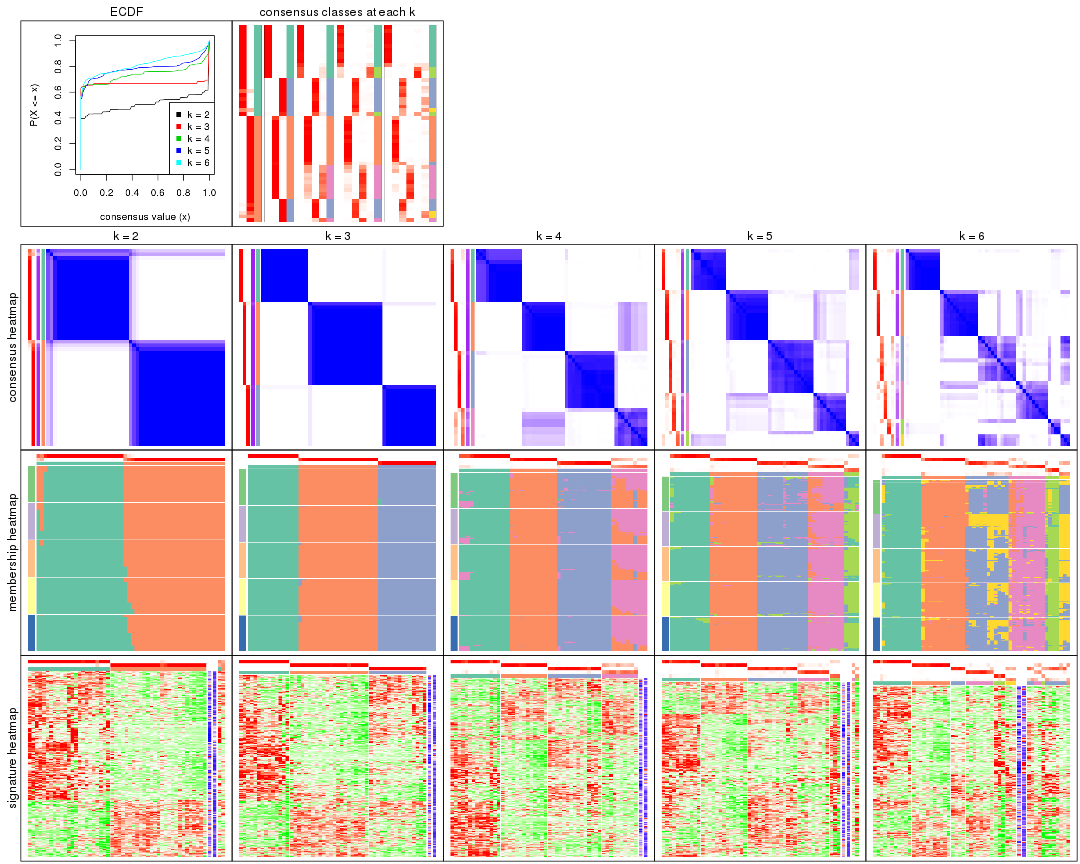 ECDF
consensus classes at each k
P(X <= x)
0.0 0.2 0.4 0.6 0.8 1.0
k = 2
k = 3
k = 4
k = 5
k = 6
0.0 0.2 0.4 0.6 0.8 1.0
consensus value (x)
k = 2
k = 3
k = 4
k = 5
k = 6
consensus heatmap
membership heatmap
signature heatmap